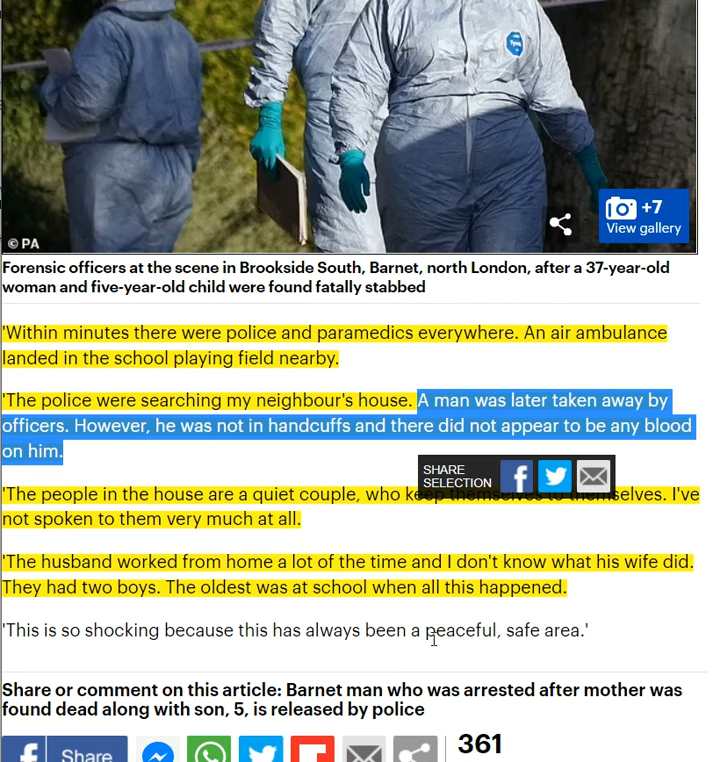 Tyvek
+7
View gallery
© PA
Forensic officers at the scene in Brookside South, Barnet, north London, after a 37-year-old
woman and five-year-old child were found fatally stabbed
'Within minutes there were police and paramedics everywhere. An air ambulance
landed in the school playing field nearby.
'The police were searching my neighbour's house. A man was later taken away by
officers. However, he was not in handcuffs and there did not appear to be any blood
on him.
SHARE
SELECTION
'The people in the house are a quiet couple, who keep themselves to themselves. I've
not spoken to them very much at all.
'The husband worked from home a lot of the time and I don't know what his wife did.
They had two boys. The oldest was at school when all this happened.
'This is so shocking because this has always been a peaceful, safe area.'
Share or comment on this article: Barnet man who was arrested after mother was
found dead along with son, 5, is released by police
Share
361